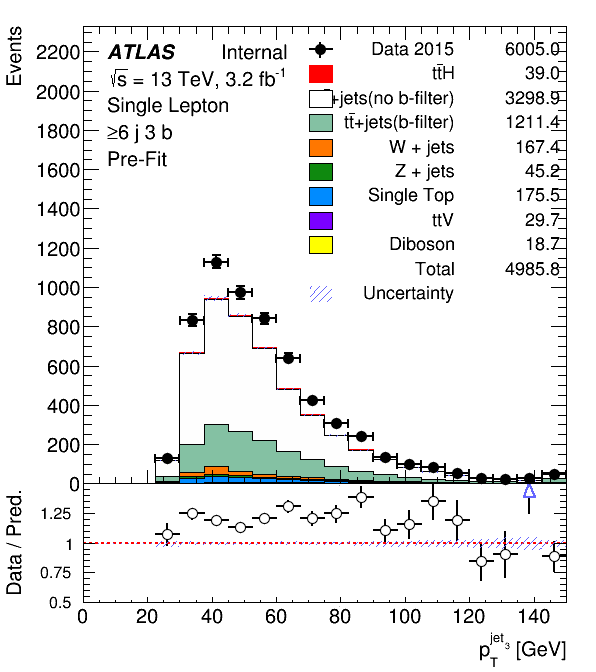 Events
2200
2000
1800
1600
1400
1200
1000
800
600
400
200
0
ATLAS Internal
√s = 13 TeV, 3.2 fb⁻¹
Single Lepton
≥6 j 3 b
Pre-Fit
Data 2015 6005.0
tt̄H 39.0
+jets(no b-filter) 3298.9
tt̄+jets(b-filter) 1211.4
W + jets 167.4
Z + jets 45.2
Single Top 175.5
ttV 29.7
Diboson 18.7
Total 4985.8
Uncertainty
Data / Pred.
1.25
1
0.75
0.5
0 20 40 60 80 100 120 140
p_T^jet_3 [GeV]